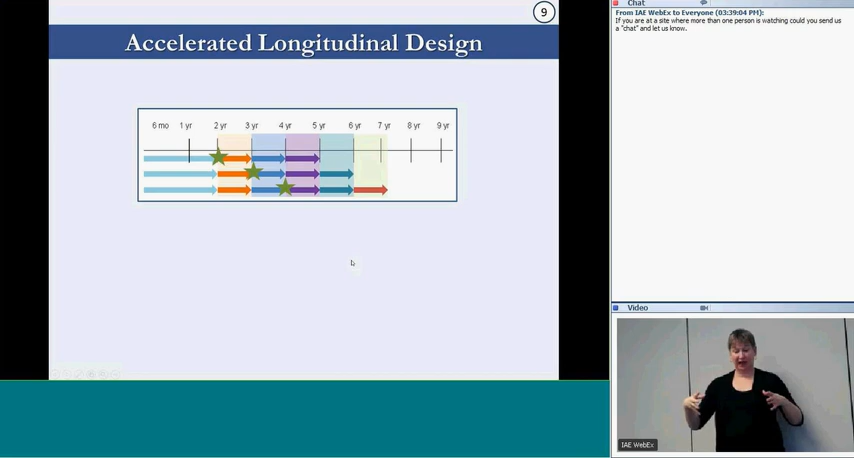 9
Accelerated Longitudinal Design
6 mo 1 yr 2 yr 3 yr 4 yr 5 yr 6 yr 7 yr 8 yr 9 yr
Chat
From IAE WebEx to Everyone (03:39:04 PM):
If you are at a site where more than one person is watching could you send us
a "chat" and let us know.
Video
IAE WebEx